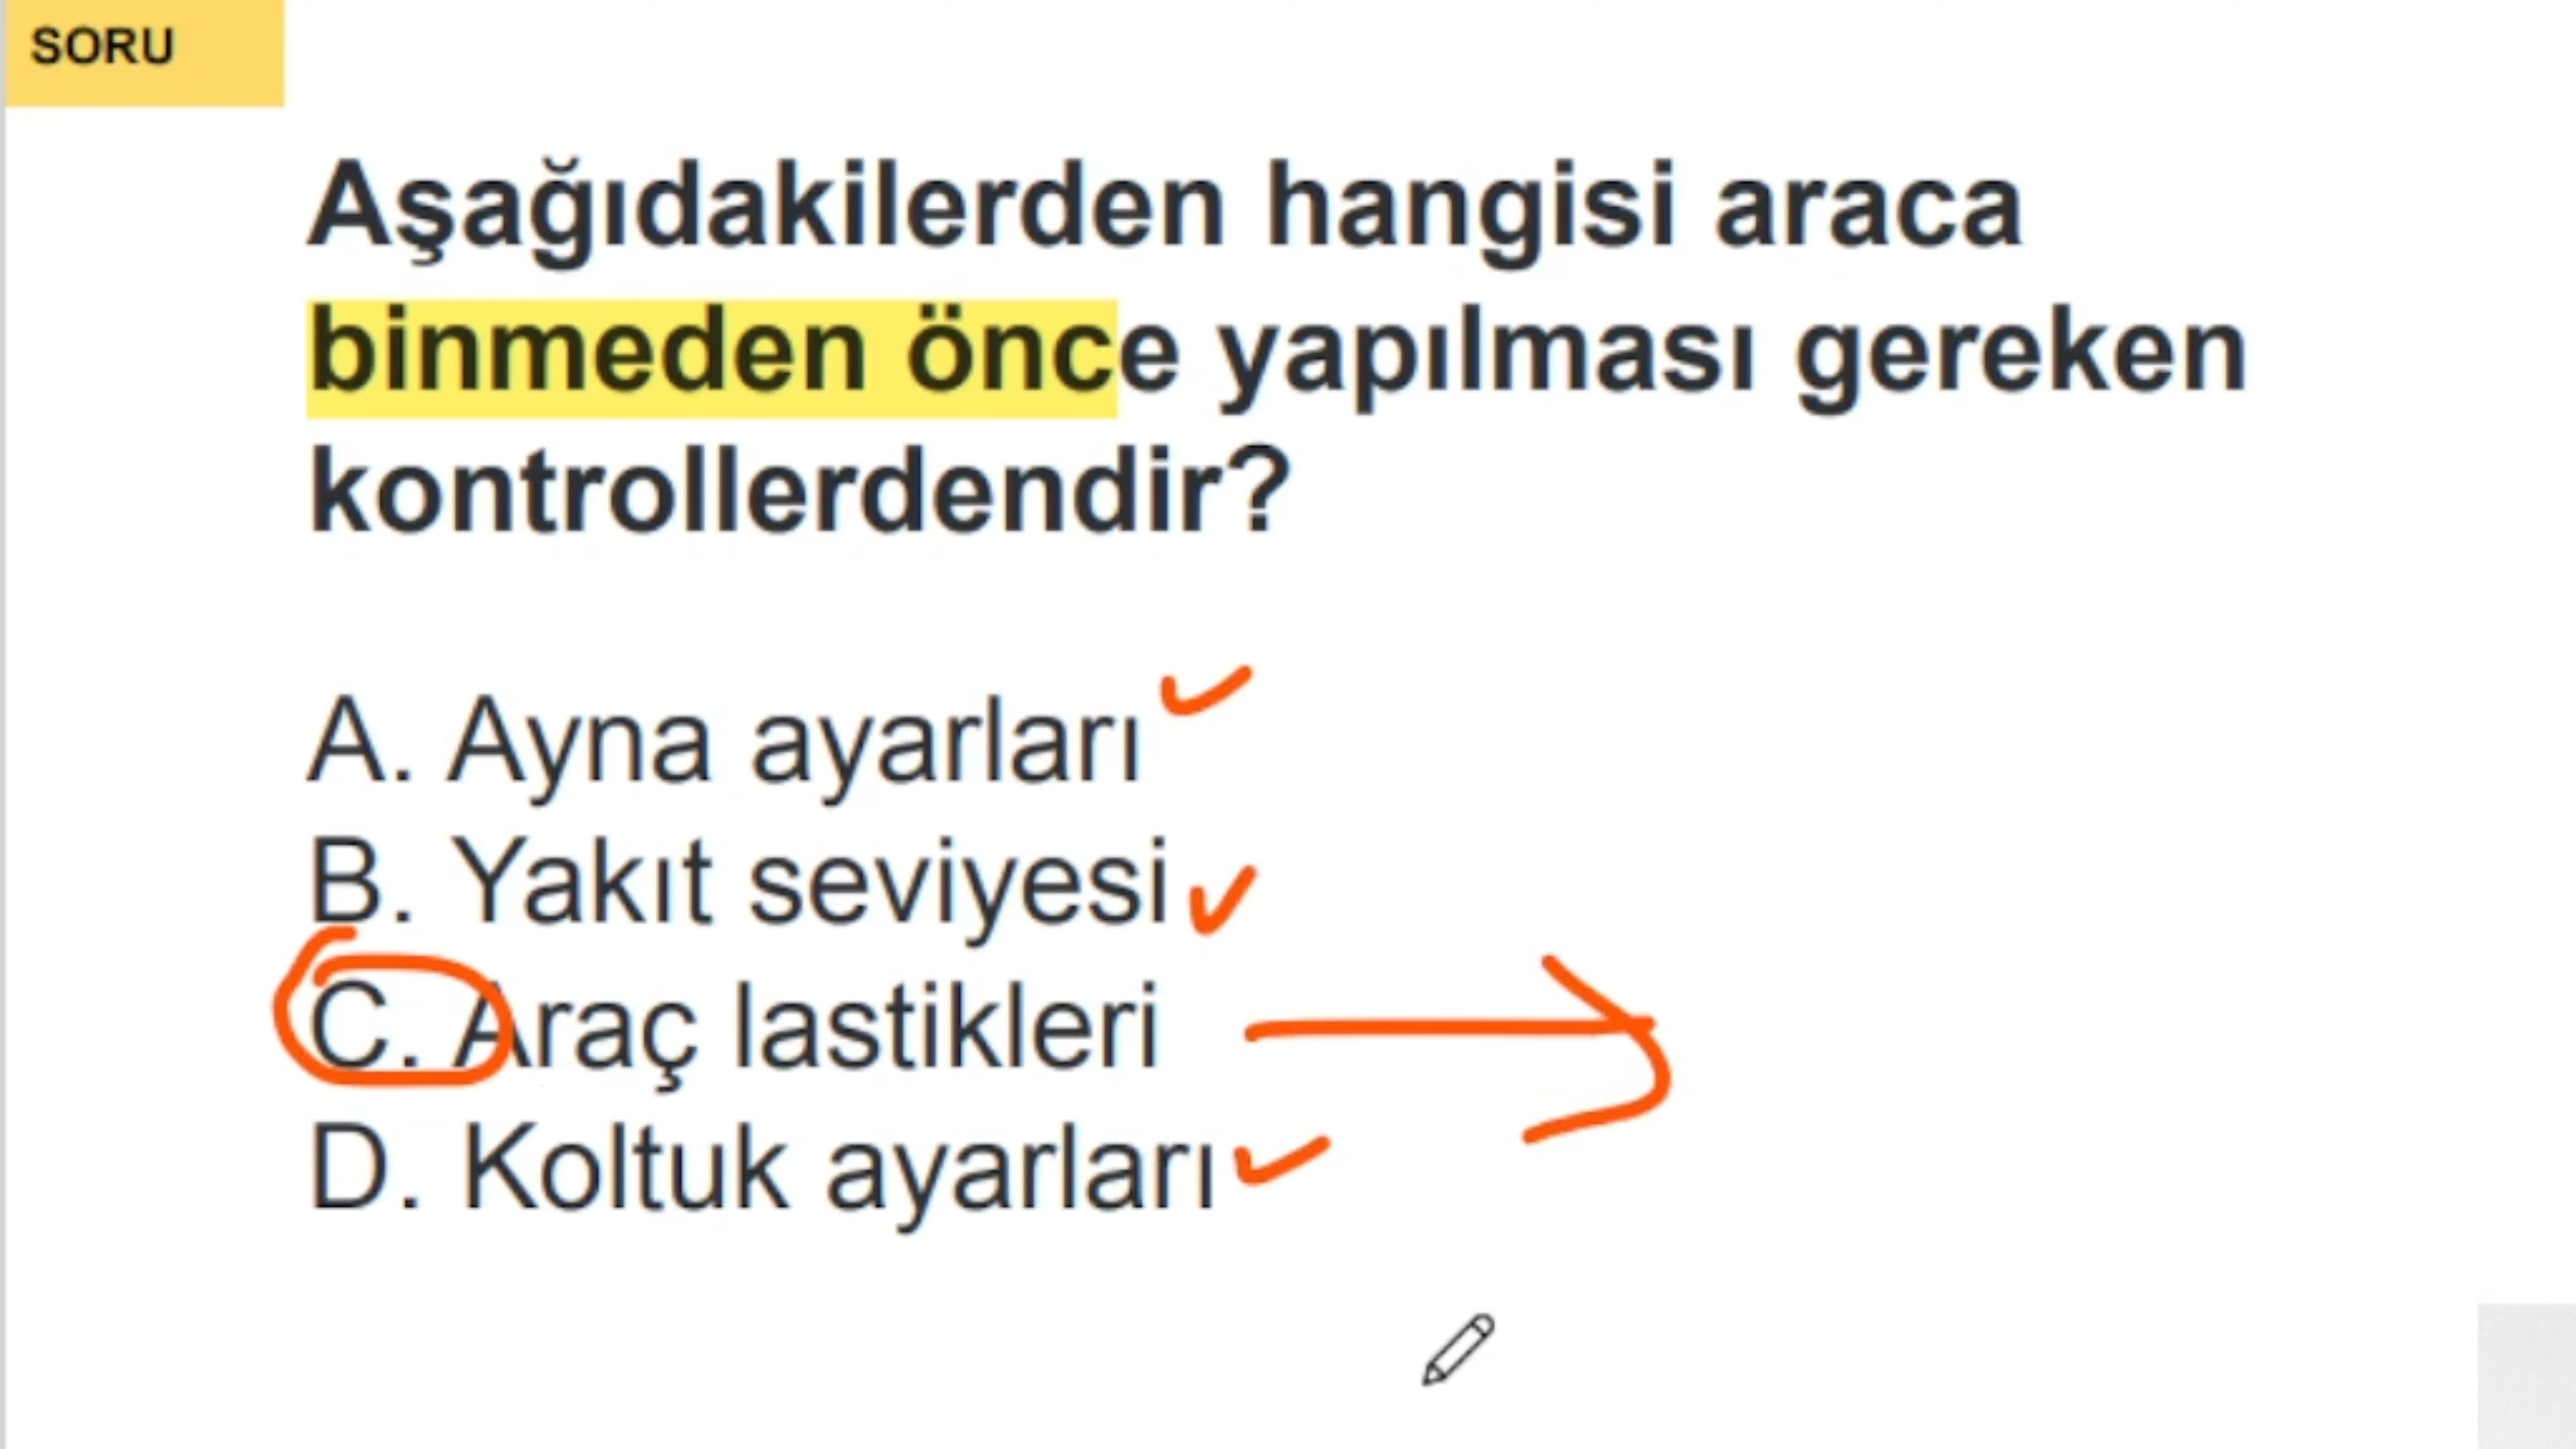 SORU
Aşağıdakilerden hangisi araca
binmeden önce yapılması gereken
kontrollerdendir?
A. Ayna ayarları
B. Yakıt seviyesi
C. Araç lastikleri
D. Koltuk ayarları